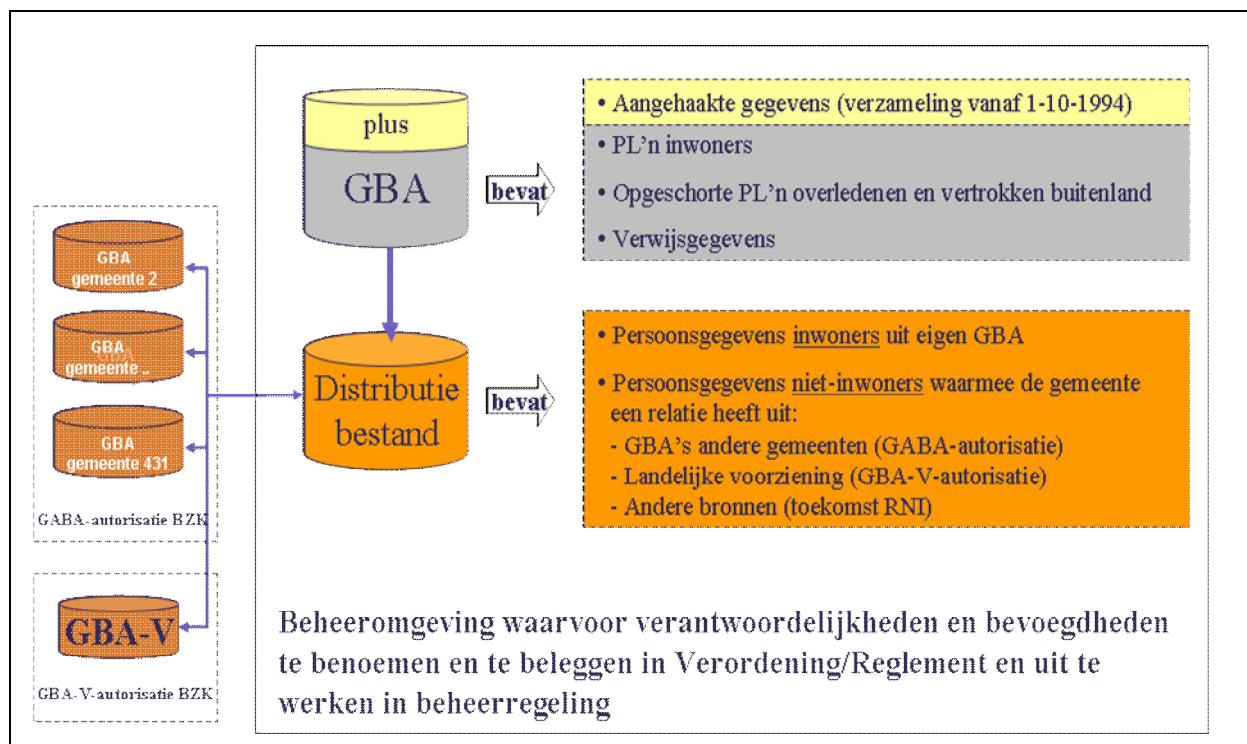 plus
GBA
bevat
• Aangehaakte gegevens (verzameling vanaf 1-10-1994)
• PL'n inwoners
• Opgeschorte PL'n overledenen en vertrokken buitenland
• Verwijsgegevens
GBA
gemeente 2
GBA
gemeente ..
GBA
gemeente 431
GABA-autorisatie BZK
GBA-V
GBA-V-autorisatie BZK
Distributie
bestand
bevat
• Persoonsgegevens inwoners uit eigen GBA
• Persoonsgegevens niet-inwoners waarmee de gemeente
een relatie heeft uit:
- GBA's andere gemeenten (GABA-autorisatie)
- Landelijke voorziening (GBA-V-autorisatie)
- Andere bronnen (toekomst RNI)
Beheeromgeving waarvoor verantwoordelijkheden en bevoegdheden
te benoemen en te beleggen in Verordening/Reglement en uit te
werken in beheerregeling